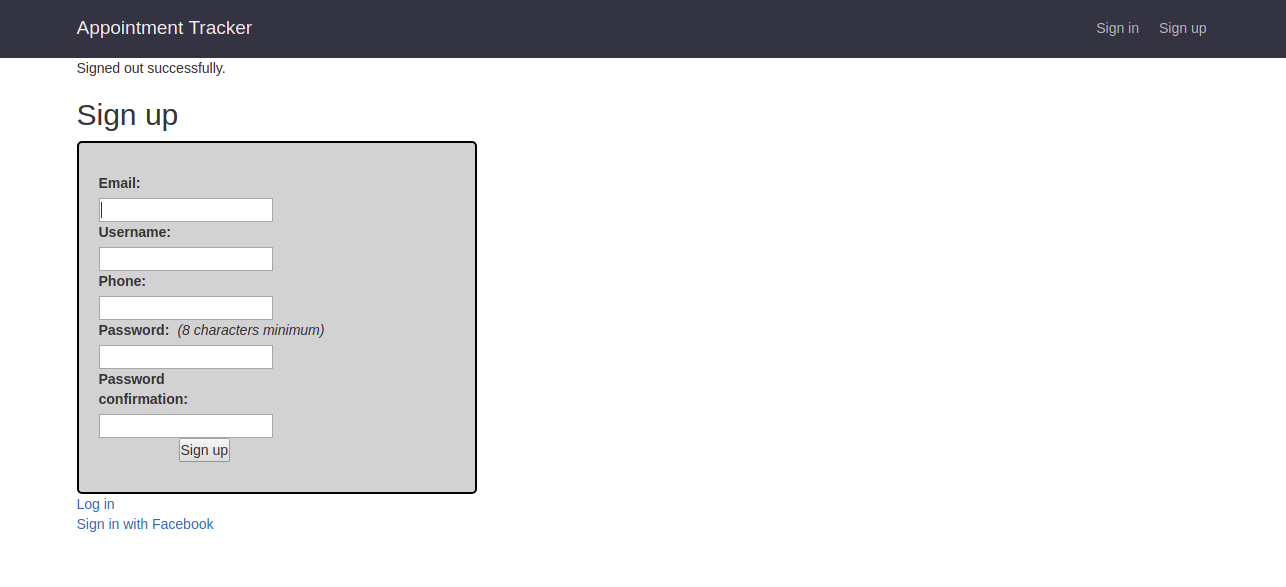 Appointment Tracker Sign in Sign up
Signed out successfully.
Sign up
Email:
Username:
Phone:
Password: (8 characters minimum)
Password
confirmation:
Sign up
Log in
Sign in with Facebook